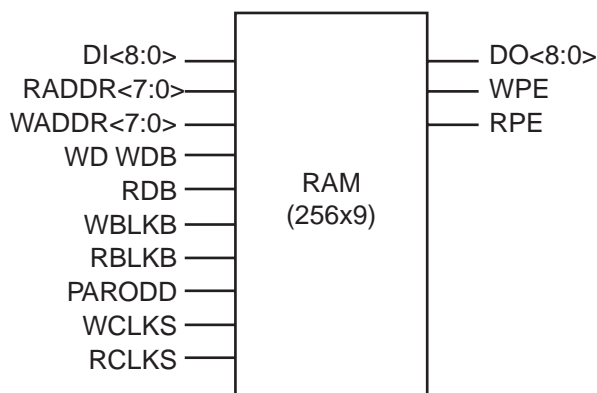 DI<8:0>
RADDR<7:0>
WADDR<7:0>
WD WDB
RDB
WBLKB
RBLKB
PARODD
WCLKS
RCLKS
RAM
(256x9)
DO<8:0>
WPE
RPE